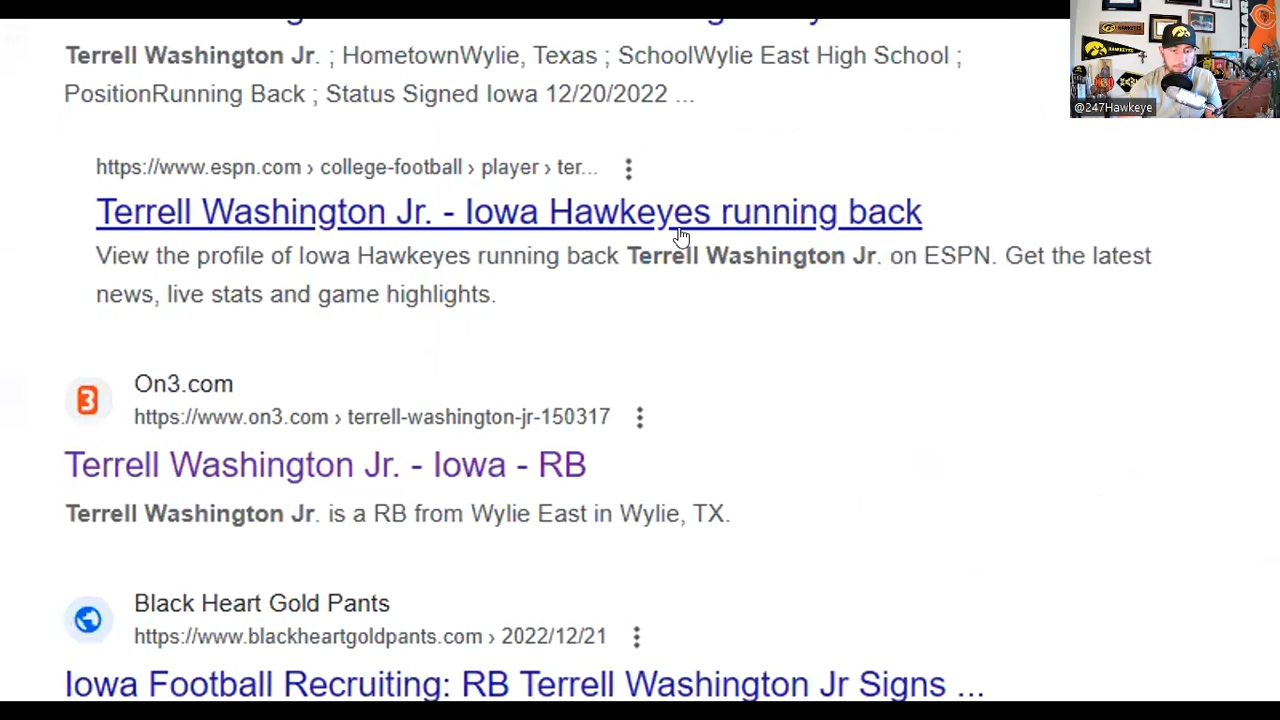 Terrell Washington Jr. ; HometownWylie, Texas ; SchoolWylie East High School ;
PositionRunning Back ; Status Signed Iowa 12/20/2022 ...
@247Hawkeye
https://www.espn.com › college-football › player › ter...
Terrell Washington Jr. - Iowa Hawkeyes running back
View the profile of Iowa Hawkeyes running back Terrell Washington Jr. on ESPN. Get the latest
news, live stats and game highlights.
On3.com
https://www.on3.com › terrell-washington-jr-150317
Terrell Washington Jr. - Iowa - RB
Terrell Washington Jr. is a RB from Wylie East in Wylie, TX.
Black Heart Gold Pants
https://www.blackheartgoldpants.com › 2022/12/21
Iowa Football Recruiting: RB Terrell Washington Jr Signs ...